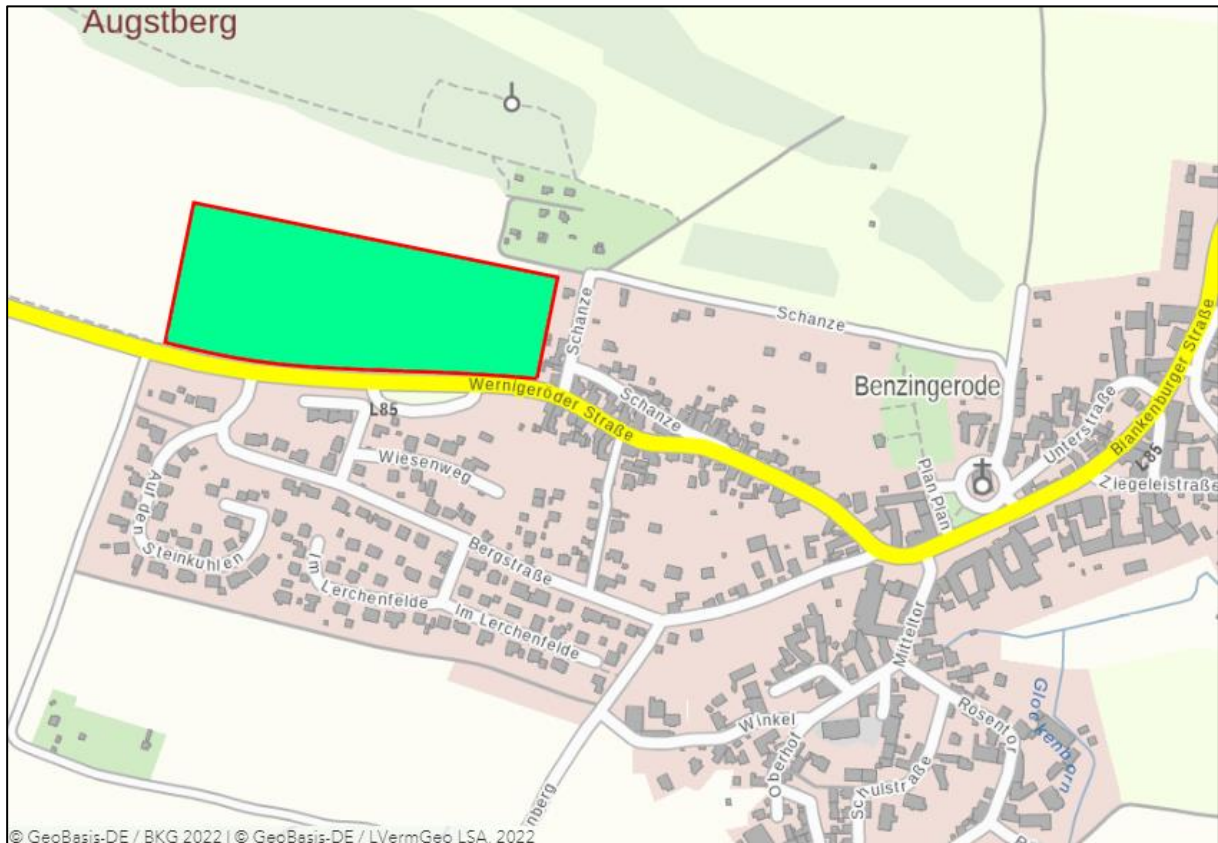 Augstberg
Schanze
Schanze
Schanze
Benzingerode
Wernigeröder Straße
L85
Blankenburger Straße
L85
Unterstraße
Ziegeleistraße
Plan
Plan
Wiesenweg
Auf den
Steinkuhlen
Bergstraße
Im
Lerchenfelde
Im Lerchenfelde
Mitteltor
Winkel
Oberhof
Rosentor
Schulstraße
Glockenborn
nberg
© GeoBasis-DE / BKG 2022 | © GeoBasis-DE / LVermGeo LSA, 2022